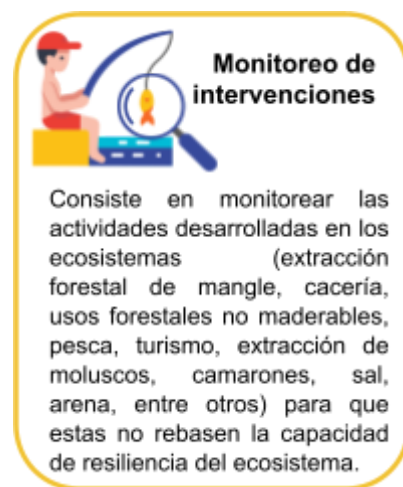 Monitoreo de
intervenciones
Consiste en monitorear las
actividades desarrolladas en los
ecosistemas (extracción
forestal de mangle, cacería,
usos forestales no maderables,
pesca, turismo, extracción de
moluscos, camarones, sal,
arena, entre otros) para que
estas no rebasen la capacidad
de resiliencia del ecosistema.